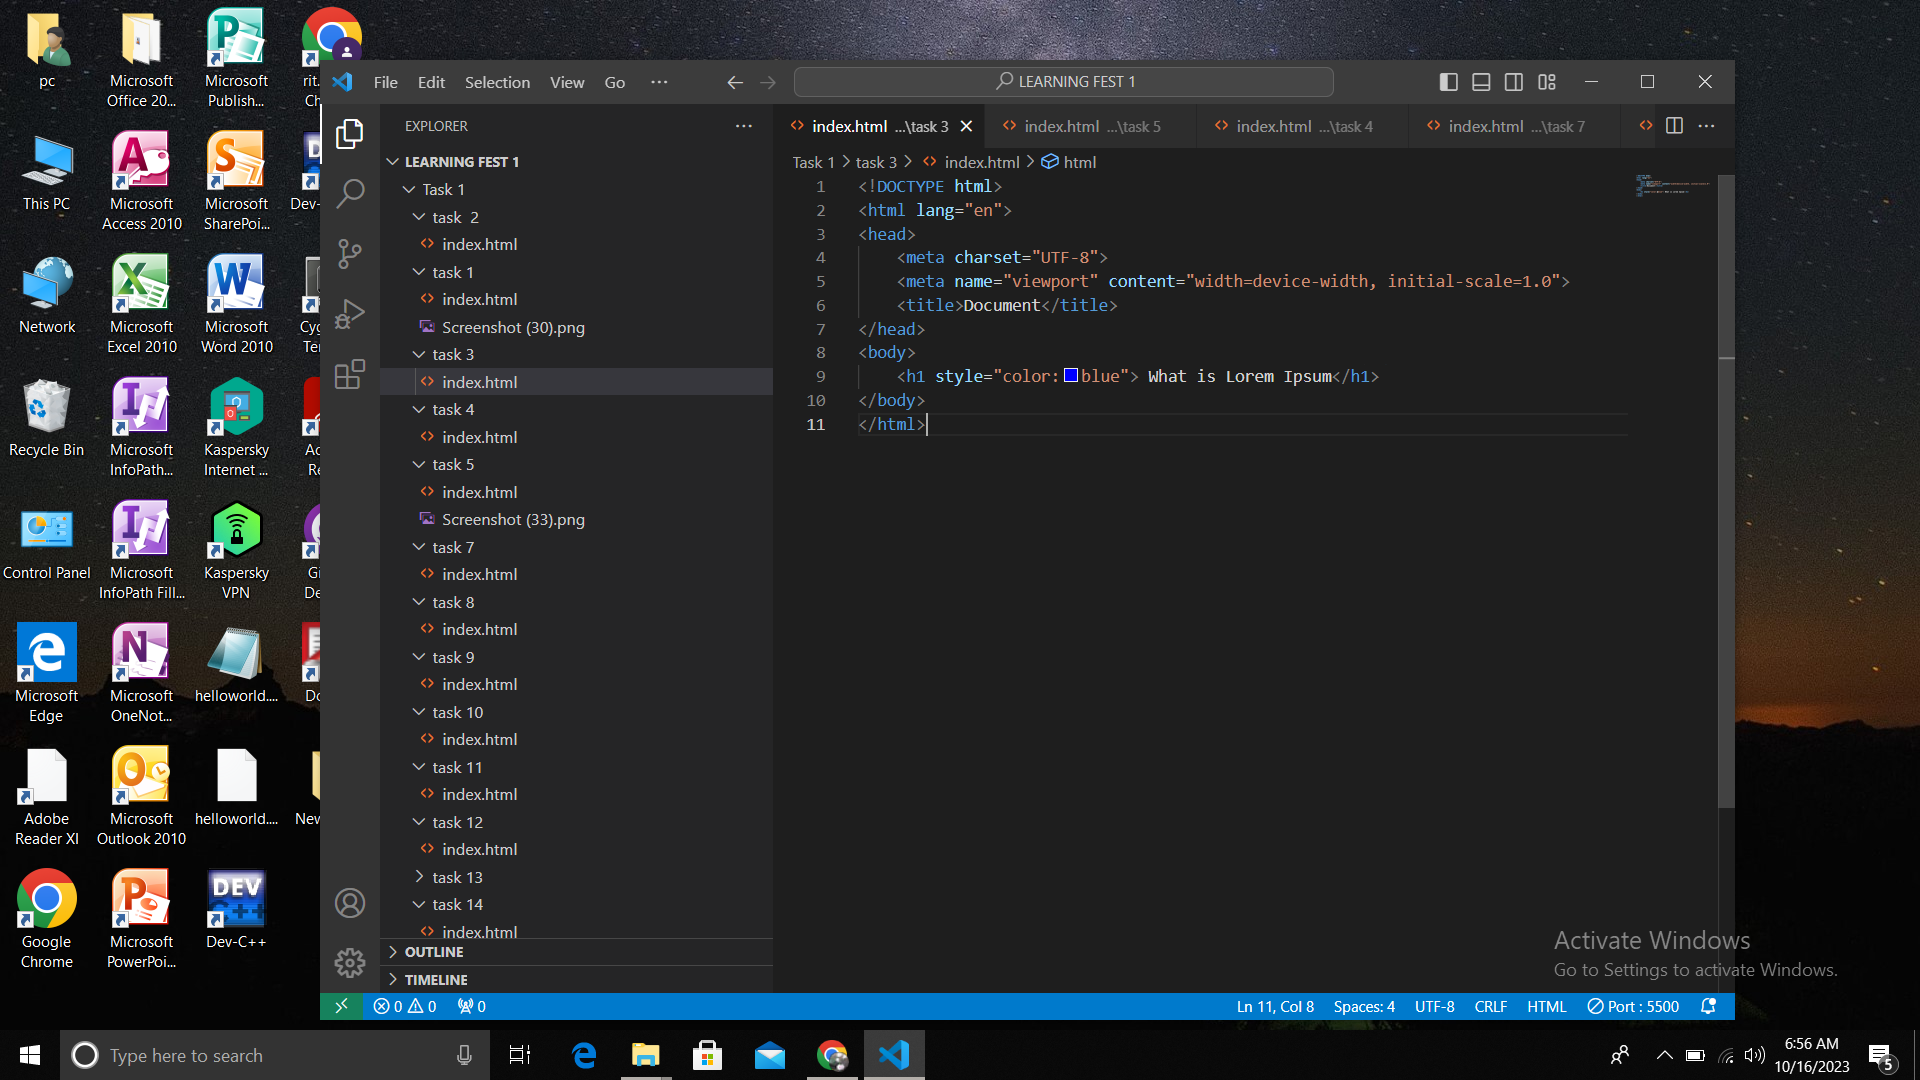 pc
Microsoft Office 20...
Microsoft Publish...
This PC
Microsoft Access 2010
Microsoft SharePoi...
Network
Microsoft Excel 2010
Microsoft Word 2010
Recycle Bin
Microsoft InfoPath...
Kaspersky Internet ...
Control Panel
Microsoft InfoPath Fill...
Kaspersky VPN
Microsoft Edge
Microsoft OneNot...
helloworld....
Adobe Reader XI
Microsoft Outlook 2010
helloworld....
Google Chrome
Microsoft PowerPoi...
Dev-C++
File Edit Selection View Go ··· LEARNING FEST 1
EXPLORER
LEARNING FEST 1
Task 1
task  2
index.html
task 1
index.html
Screenshot (30).png
task 3
index.html
task 4
index.html
task 5
index.html
Screenshot (33).png
task 7
index.html
task 8
index.html
task 9
index.html
task 10
index.html
task 11
index.html
task 12
index.html
task 13
task 14
index.html
OUTLINE
TIMELINE
index.html ...\task 3 index.html ...\task 5 index.html ...\task 4 index.html ...\task 7
Task 1 > task 3 > index.html > html
1 <!DOCTYPE html>
2 <html lang="en">
3 <head>
4     <meta charset="UTF-8">
5     <meta name="viewport" content="width=device-width, initial-scale=1.0">
6     <title>Document</title>
7 </head>
8 <body>
9     <h1 style="color:blue"> What is Lorem Ipsum</h1>
10 </body>
11 </html>
Activate Windows
Go to Settings to activate Windows.
0 0 0 Ln 11, Col 8 Spaces: 4 UTF-8 CRLF HTML Port : 5500
Type here to search
6:56 AM
10/16/2023
5